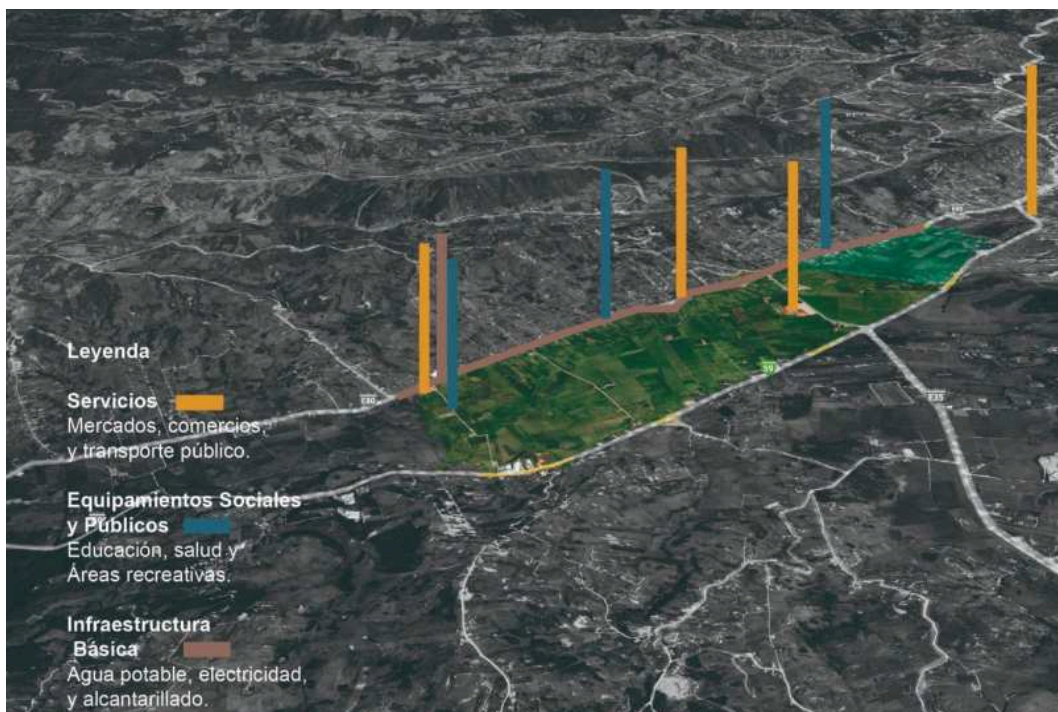 Leyenda
Servicios
Mercados, comercios,
y transporte público.
Equipamientos Sociales
y Públicos
Educación, salud y
Áreas recreativas.
Infraestructura
Básica
Agua potable, electricidad,
y alcantarillado.
E35
59